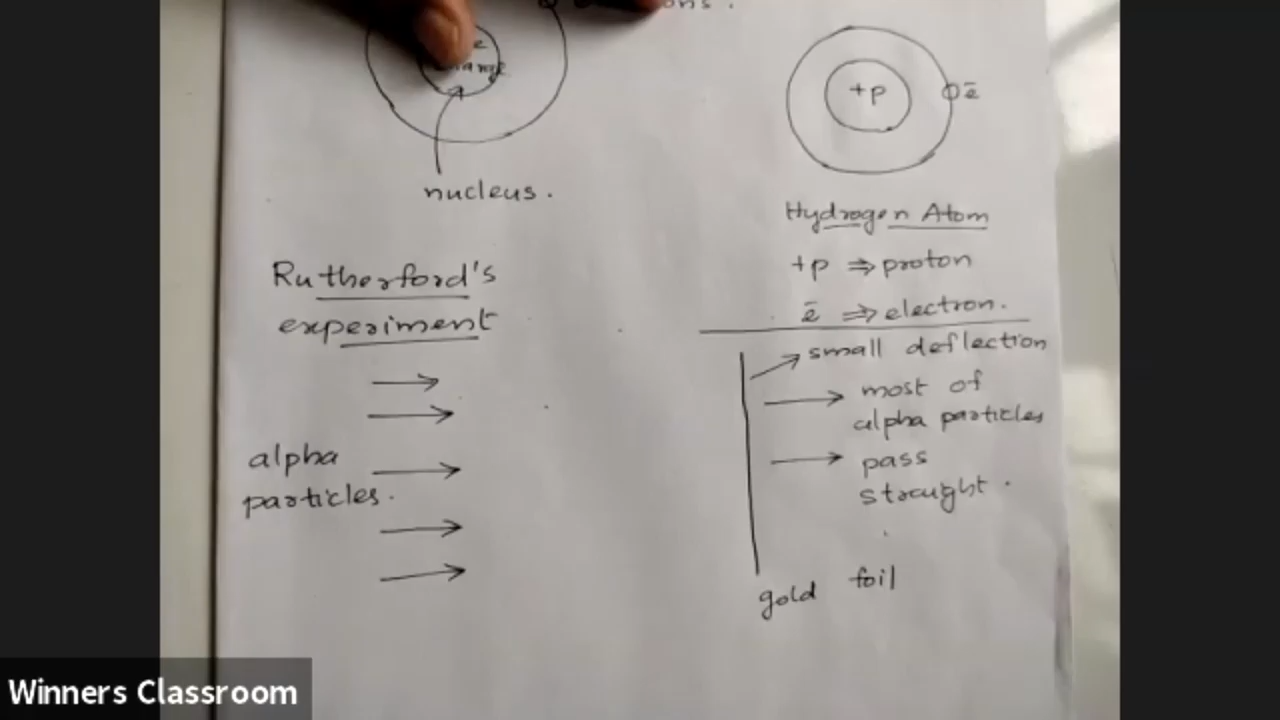 nucleus.
+p
ē
Hydrogen Atom
+p ⇒ proton
ē ⇒ electron.
Rutherford's
experiment
alpha
particles.
small deflection
most of
alpha particles
pass
straught.
gold foil
Winners Classroom